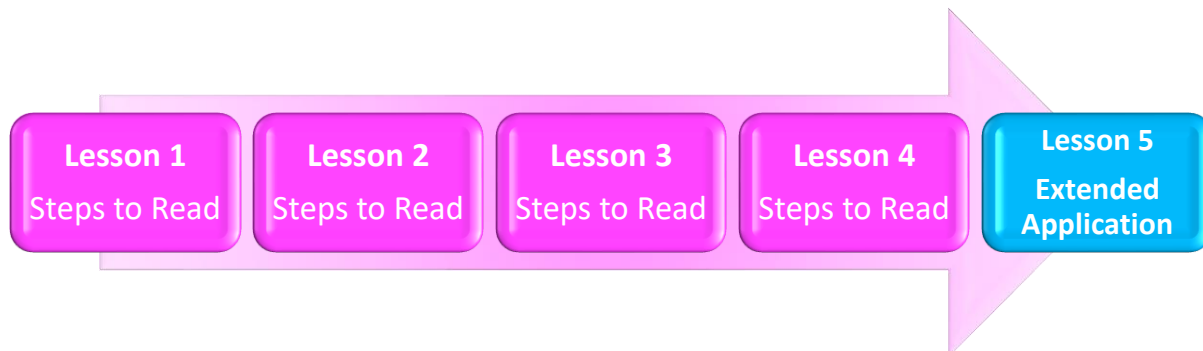 Lesson 1
Steps to Read
Lesson 2
Steps to Read
Lesson 3
Steps to Read
Lesson 4
Steps to Read
Lesson 5
Extended
Application